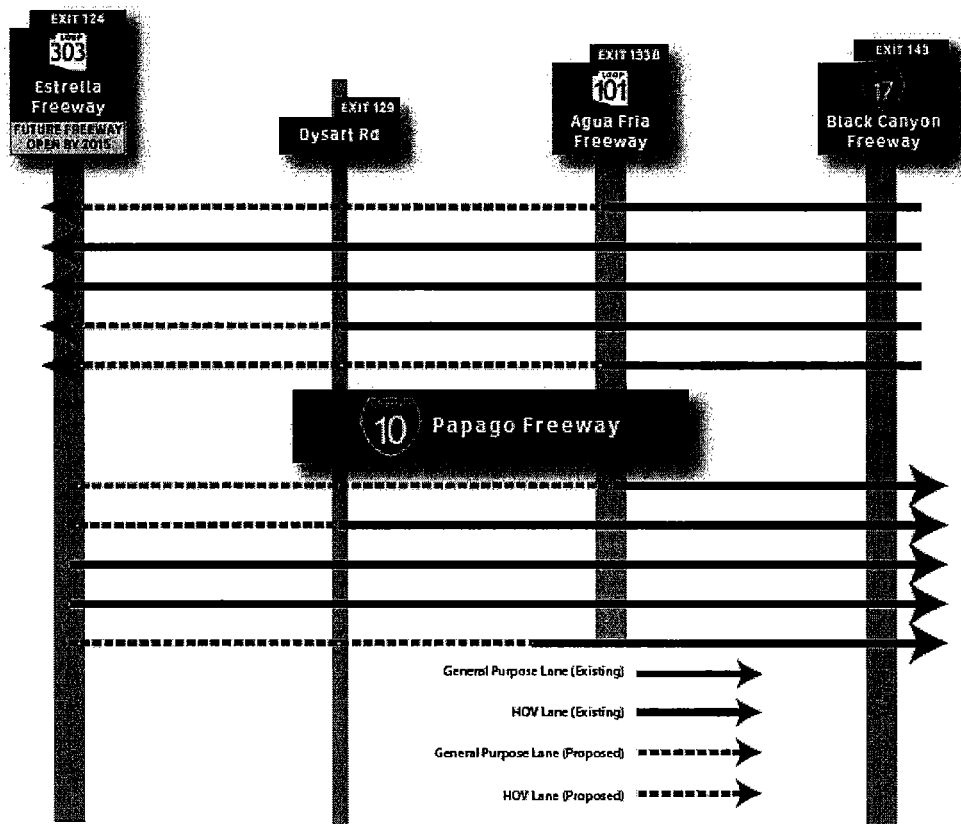 EXIT 124
LOOP
303
Estrella
Freeway
FUTURE FREEWAY
OPEN BY 2015
EXIT 129
Dysart Rd
EXIT 133B
LOOP
101
Agua Fria
Freeway
EXIT 143
17
Black Canyon
Freeway
10
Papago Freeway
General Purpose Lane (Existing)
HOV Lane (Existing)
General Purpose Lane (Proposed)
HOV Lane (Proposed)